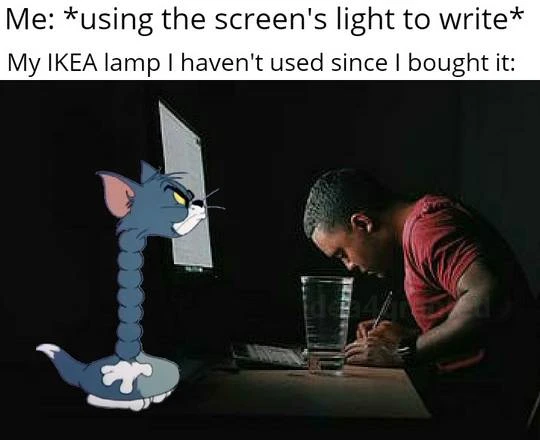 Me: *using the screen's light to write*
My IKEA lamp I haven't used since I bought it: